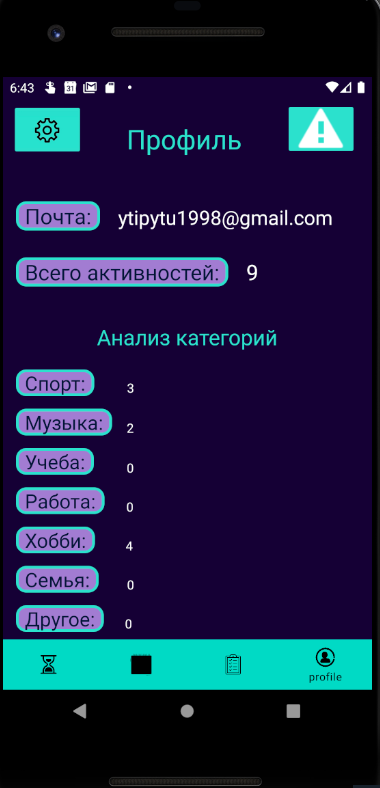 6:43
31
Профиль
Почта: ytipytu1998@gmail.com
Всего активностей: 9
Анализ категорий
Спорт: 3
Музыка: 2
Учеба: 0
Работа: 0
Хобби: 4
Семья: 0
Другое: 0
profile